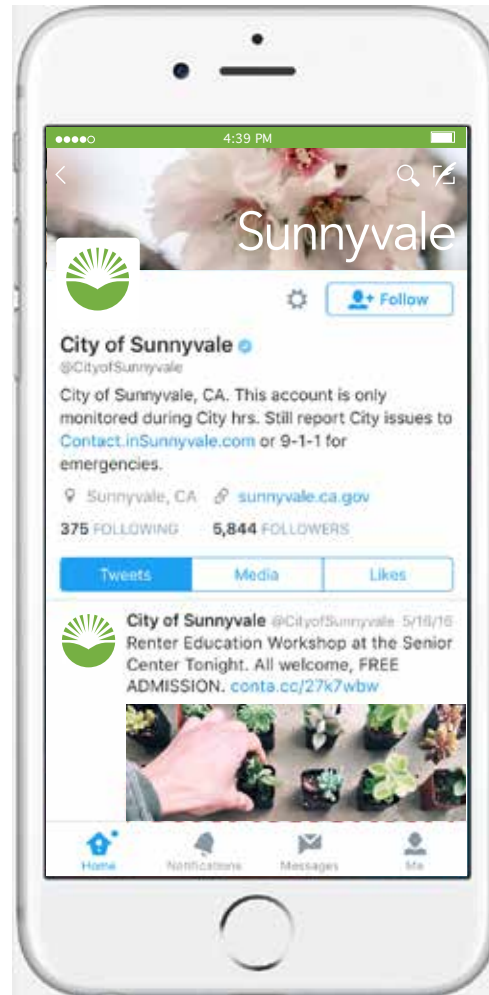 4:39 PM
Sunnyvale
Follow
City of Sunnyvale
@CityofSunnyvale
City of Sunnyvale, CA. This account is only
monitored during City hrs. Still report City issues to
Contact.inSunnyvale.com or 9-1-1 for
emergencies.
Sunnyvale, CA sunnyvale.ca.gov
375 FOLLOWING 5,844 FOLLOWERS
Tweets Media Likes
City of Sunnyvale @CityofSunnyvale 5/16/16
Renter Education Workshop at the Senior
Center Tonight. All welcome, FREE
ADMISSION. conta.cc/27k7wbw
Home Notifications Messages Me